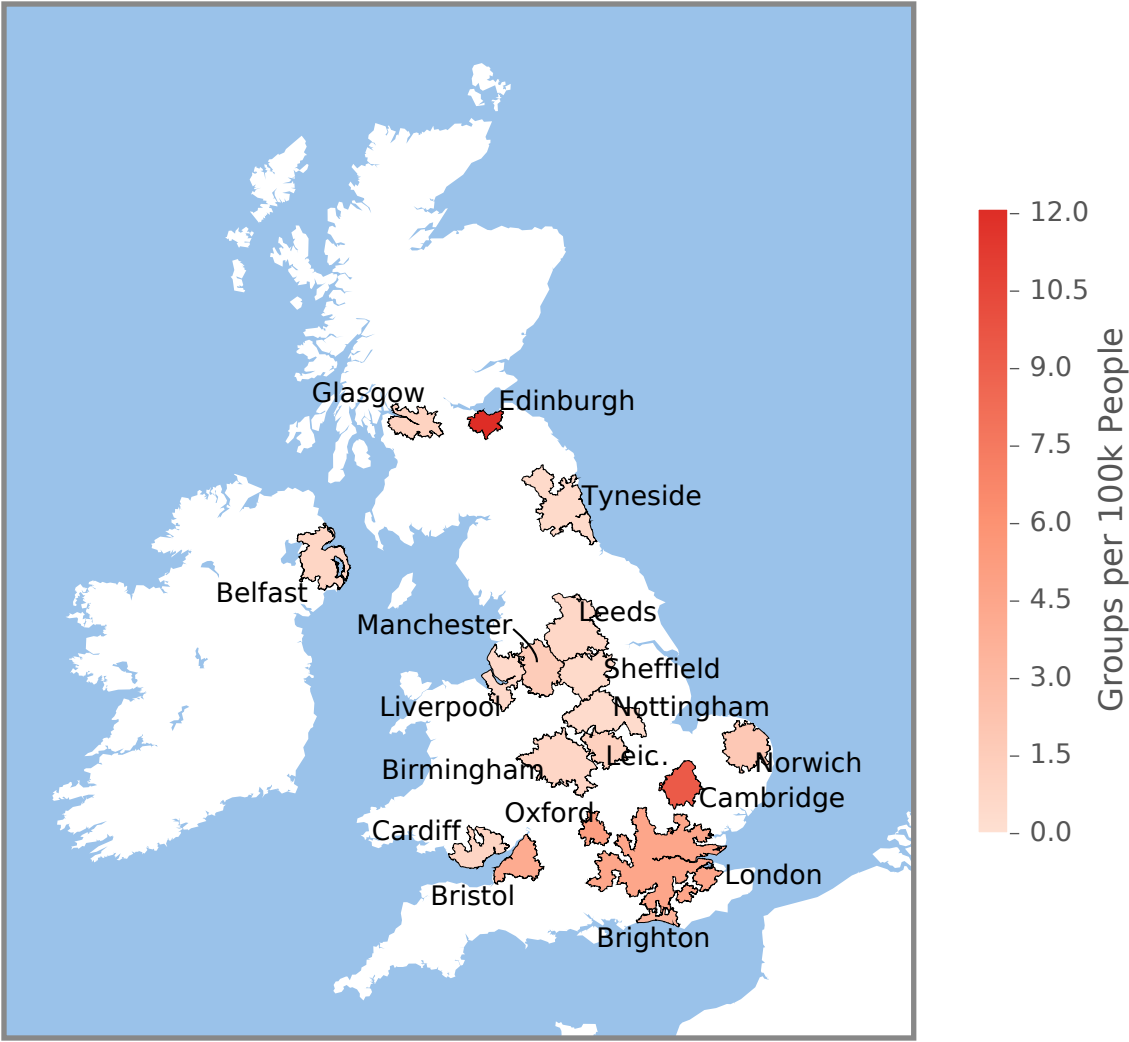 Glasgow
Edinburgh
Tyneside
Belfast
Leeds
Manchester
Sheffield
Liverpool
Nottingham
Leic..
Birmingham
Norwich
Cambridge
Oxford
Cardiff
London
Bristol
Brighton
12.0
10.5
9.0
7.5
6.0
4.5
3.0
1.5
0.0
Groups per 100k People